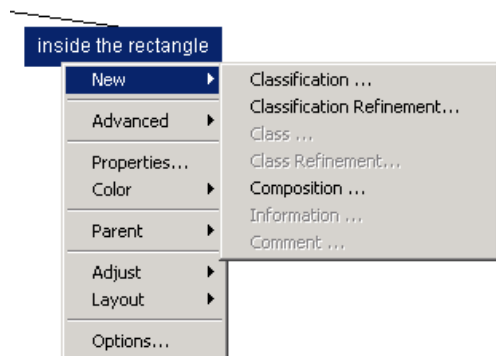 inside the rectangle
New
Advanced
Properties...
Color
Parent
Adjust
Layout
Options...
Classification ...
Classification Refinement...
Class ...
Class Refinement...
Composition ...
Information ...
Comment ...